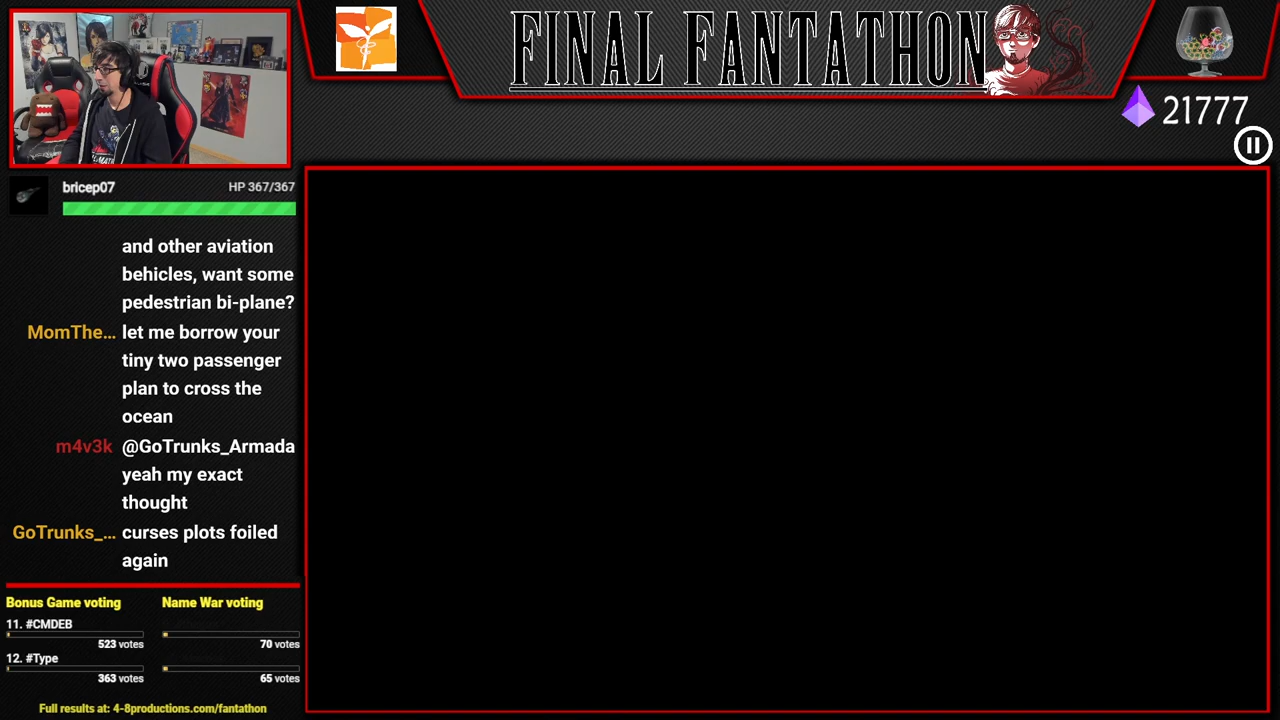 FINAL FANTATHON
21777
bricep07 HP 367/367
and other aviation
behicles, want some
pedestrian bi-plane?
MomThe… let me borrow your
tiny two passenger
plan to cross the
ocean
m4v3k @GoTrunks_Armada
yeah my exact
thought
GoTrunks_… curses plots foiled
again
Bonus Game voting Name War voting
11. #CMDEB
523 votes 70 votes
12. #Type
363 votes 65 votes
Full results at: 4-8productions.com/fantathon